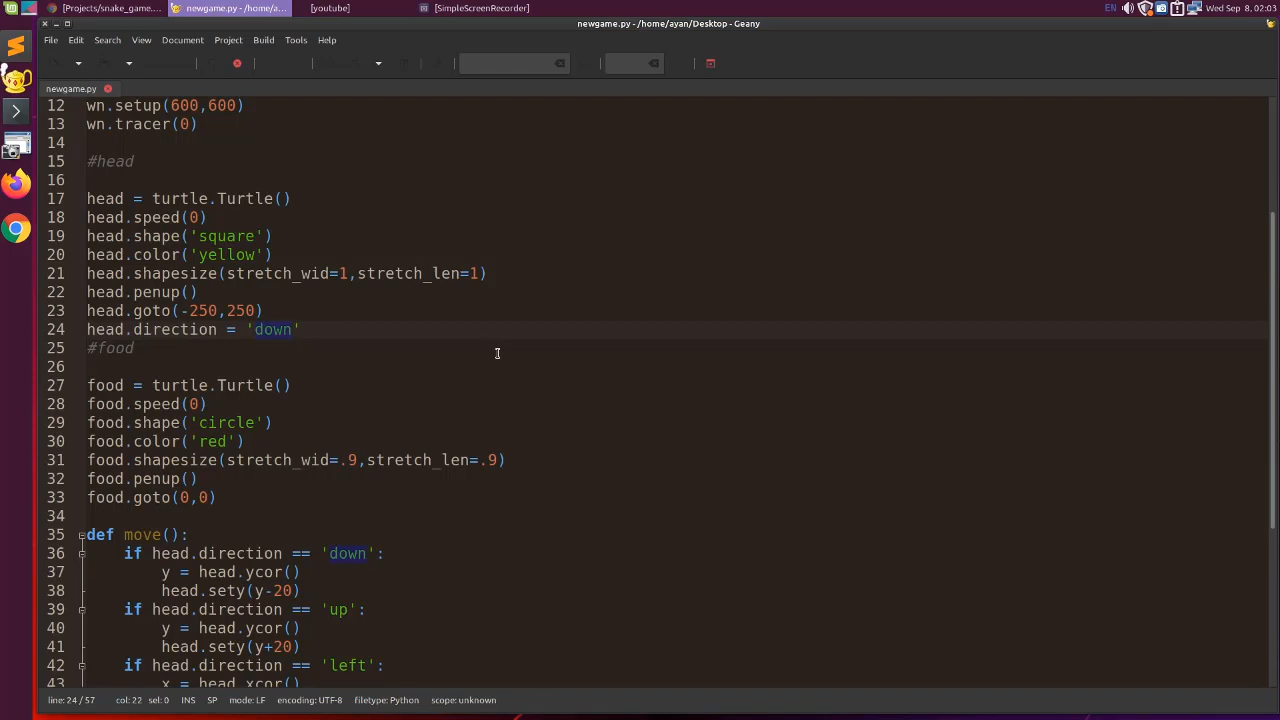 [Projects/snake_game....
newgame.py - /home/a...
[youtube]
[SimpleScreenRecorder]
EN
Wed Sep 8, 02:03
newgame.py - /home/ayan/Desktop - Geany
File Edit Search View Document Project Build Tools Help
newgame.py
12 wn.setup(600,600)
13 wn.tracer(0)
14
15 #head
16
17 head = turtle.Turtle()
18 head.speed(0)
19 head.shape('square')
20 head.color('yellow')
21 head.shapesize(stretch_wid=1,stretch_len=1)
22 head.penup()
23 head.goto(-250,250)
24 head.direction = 'down'
25 #food
26
27 food = turtle.Turtle()
28 food.speed(0)
29 food.shape('circle')
30 food.color('red')
31 food.shapesize(stretch_wid=.9,stretch_len=.9)
32 food.penup()
33 food.goto(0,0)
34
35 def move():
36 if head.direction == 'down':
37 y = head.ycor()
38 head.sety(y-20)
39 if head.direction == 'up':
40 y = head.ycor()
41 head.sety(y+20)
42 if head.direction == 'left':
43 x = head.xcor()
line: 24 / 57 col: 22 sel: 0 INS SP mode: LF encoding: UTF-8 filetype: Python scope: unknown